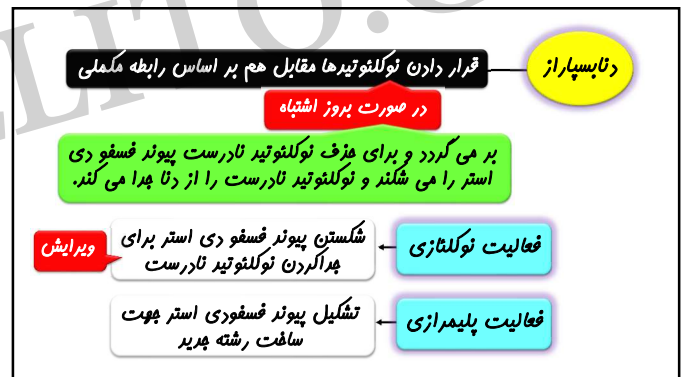 دنابسپاراز
قرار دادن نوکلئوتیدها مقابل هم بر اساس رابطه مکملی
در صورت بروز اشتباه
بر می گردد و برای حذف نوکلئوتید نادرست پیوند فسفو دی
استر را می شکند و نوکلئوتید نادرست را از دنا جدا می کند.
فعالیت نوکلئازی
شکستن پیوند فسفو دی استر برای
جداکردن نوکلئوتید نادرست
ویرایش
فعالیت پلیمرازی
تشکیل پیوند فسفودی استر جهت
ساخت رشته جدید